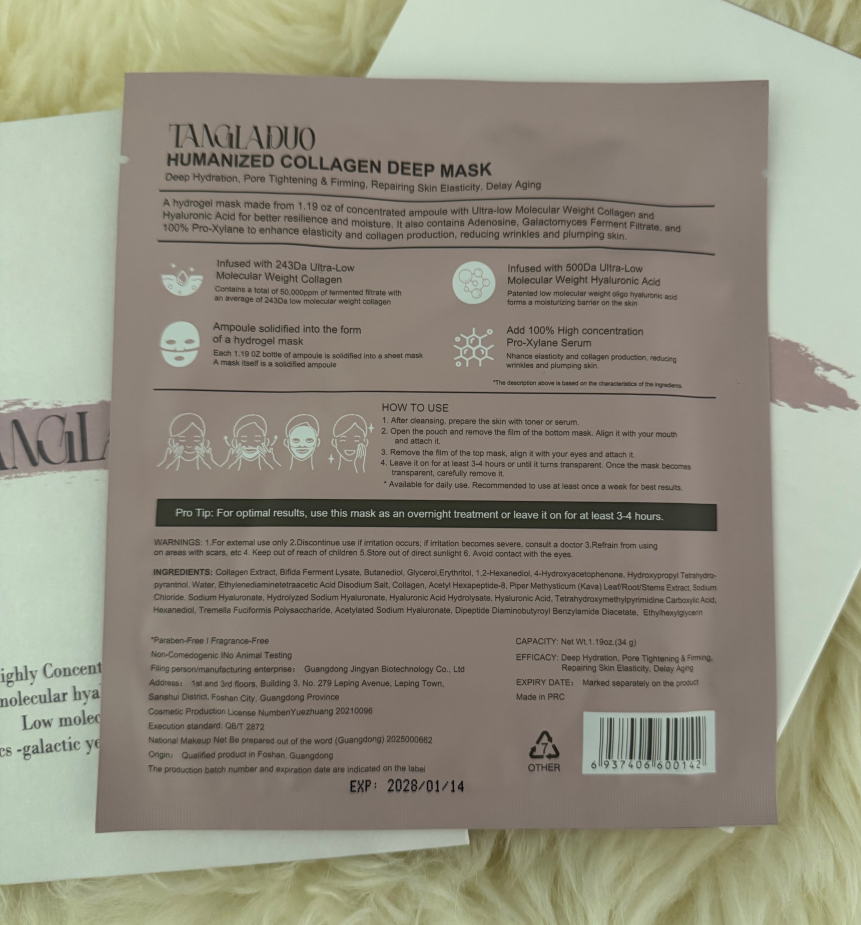 TANGLADUO
HUMANIZED COLLAGEN DEEP MASK
Deep Hydration, Pore Tightening & Firming, Repairing Skin Elasticity, Delay Aging
A hydrogel mask made from 1.19 oz of concentrated ampoule with Ultra-low Molecular Weight Collagen and
Hyaluronic Acid for better resilience and moisture. It also contains Adenosine, Galactomyces Ferment Filtrate, and
100% Pro-Xylane to enhance elasticity and collagen production, reducing wrinkles and plumping skin.
Infused with 243Da Ultra-Low
Molecular Weight Collagen
Contains a total of 50,000ppm of fermented filtrate with
an average of 243Da low molecular weight collagen
Infused with 500Da Ultra-Low
Molecular Weight Hyaluronic Acid
Patented low molecular weight oligo hyaluronic acid
forms a moisturizing barrier on the skin
Ampoule solidified into the form
of a hydrogel mask
Each 1.19 OZ bottle of ampoule is solidified into a sheet mask
A mask itself is a solidified ampoule
Add 100% High concentration
Pro-Xylane Serum
Nhance elasticity and collagen production, reducing
wrinkles and plumping skin.
*The description above is based on the characteristics of the ingredients.
HOW TO USE
1. After cleansing, prepare the skin with toner or serum.
2. Open the pouch and remove the film of the bottom mask. Align it with your mouth
and attach it.
3. Remove the film of the top mask, align it with your eyes and attach it.
4. Leave it on for at least 3-4 hours or until it turns transparent. Once the mask becomes
transparent, carefully remove it.
* Available for daily use. Recommended to use at least once a week for best results.
Pro Tip: For optimal results, use this mask as an overnight treatment or leave it on for at least 3-4 hours.
WARNINGS: 1.For external use only 2.Discontinue use if irritation occurs; if irritation becomes severe, consult a doctor 3.Refrain from using
on areas with scars, etc 4. Keep out of reach of children 5.Store out of direct sunlight 6. Avoid contact with the eyes.
INGREDIENTS: Collagen Extract, Bifida Ferment Lysate, Butanediol, Glycerol,Erythritol, 1,2-Hexanediol, 4-Hydroxyacetophenone, Hydroxypropyl Tetrahydro-
pyrantriol, Water, Ethylenediaminetetraacetic Acid Disodium Salt, Collagen, Acetyl Hexapeptide-8, Piper Methysticum (Kava) Leaf/Root/Stems Extract, Sodium
Chloride, Sodium Hyaluronate, Hydrolyzed Sodium Hyaluronate, Hyaluronic Acid Hydrolysate, Hyaluronic Acid, Tetrahydroxymethylpyrimidine Carboxylic Acid,
Hexanediol, Tremella Fuciformis Polysaccharide, Acetylated Sodium Hyaluronate, Dipeptide Diaminobutyroyl Benzylamide Diacetate, Ethylhexylglycern
*Paraben-Free I Fragrance-Free
Non-Comedogenic INo Animal Testing
Filing person/manufacturing enterprise: Guangdong Jingyan Biotechnology Co., Ltd
Address: 1st and 3rd floors, Building 3, No. 279 Leping Avenue, Leping Town,
Sanshui District, Foshan City, Guangdong Province
Cosmetic Production License NumbenYuezhuang 20210096
Execution standard: QB/T 2872
National Makeup Net Be prepared out of the word (Guangdong) 2025000662
Origin: Qualified product in Foshan, Guangdong
The production batch number and expiration date are indicated on the label
EXP: 2028/01/14
CAPACITY: Net Wt.1.19oz.(34 g)
EFFICACY: Deep Hydration, Pore Tightening & Firming,
Repairing Skin Elasticity, Delay Aging
EXPIRY DATE: Marked separately on the product
Made in PRC
7
OTHER
6 937406 600142
ANGLA
ighly Concent
molecular hya
Low molec
es -galactic ye